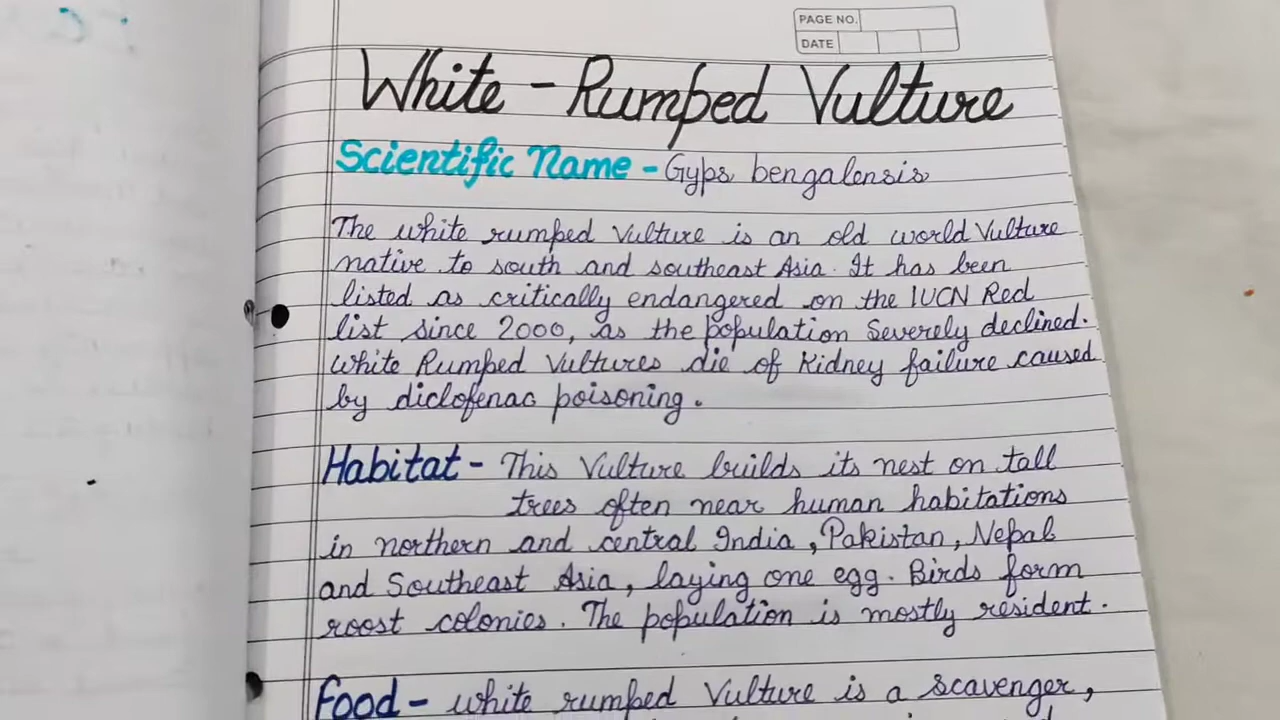 PAGE NO.
DATE
White - Rumped Vulture
Scientific Name - Gyps bengalensis
The white rumped Vulture is an old world Vulture
native to south and southeast Asia. It has been
listed as critically endangered on the IUCN Red
list since 2000, as the population Severely declined.
White Rumped Vultures die of Kidney failure caused
by diclofenac poisoning.
Habitat - This Vulture builds its nest on tall
trees often near human habitations
in northern and central India, Pakistan, Nepal
and Southeast Asia, laying one egg. Birds form
roost colonies. The population is mostly resident.
Food - white rumped Vulture is a scavenger,